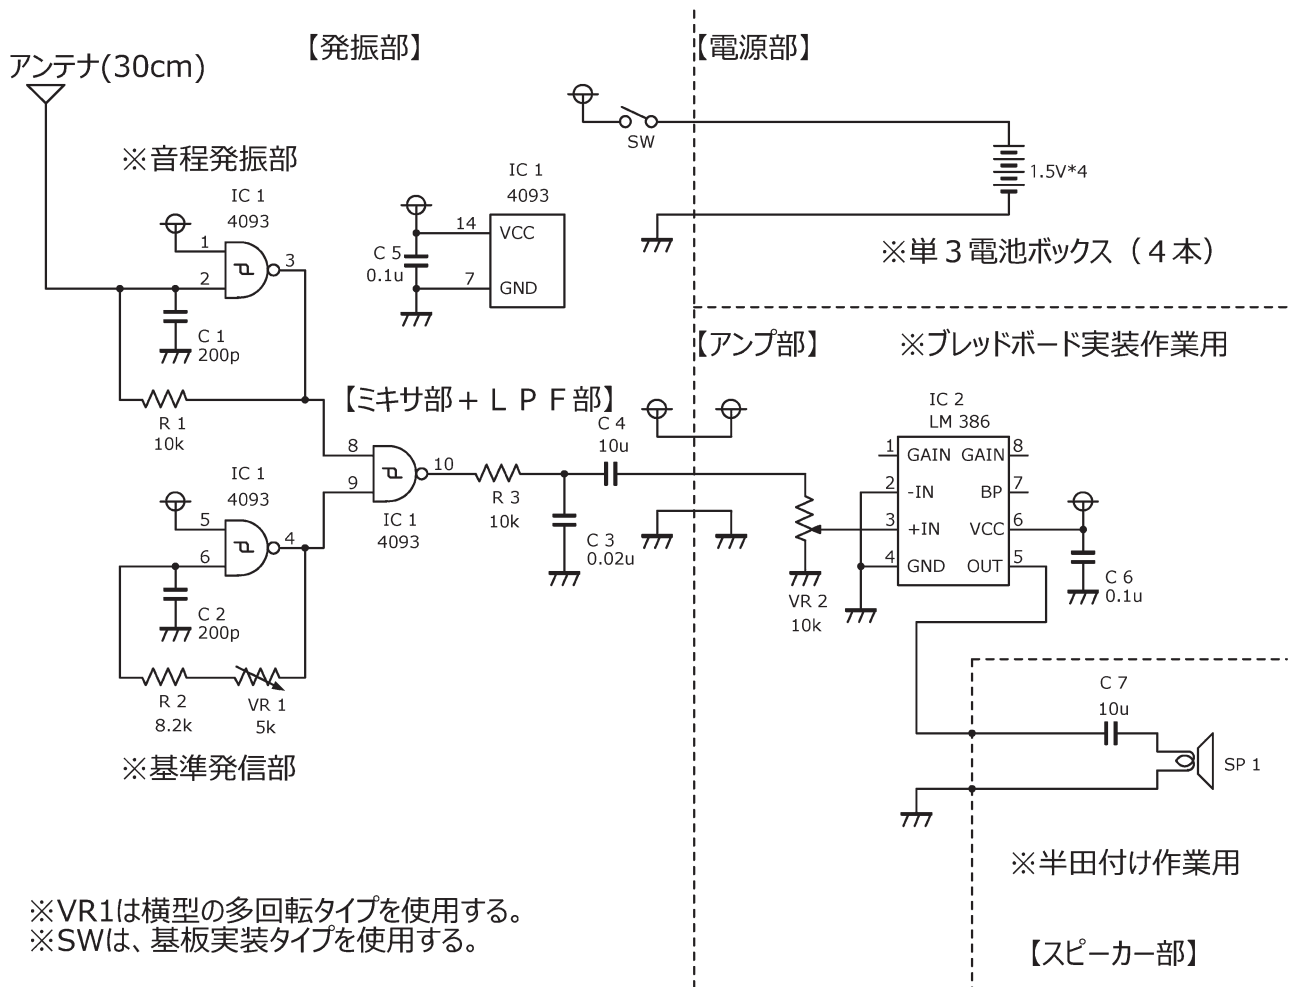 【発振部】
【電源部】
アンテナ(30cm)
SW
1.5V*4
※単3電池ボックス（4本）
※音程発振部
IC 1
4093
1
2
3
C 1
200p
R 1
10k
IC 1
4093
14
VCC
7
GND
C 5
0.1u
【アンプ部】
※ブレッドボード実装作業用
【ミキサ部＋ＬＰＦ部】
8
9
10
IC 1
4093
R 3
10k
C 4
10u
C 3
0.02u
IC 1
4093
5
6
4
C 2
200p
R 2
8.2k
VR 1
5k
※基準発信部
VR 2
10k
IC 2
LM 386
1
GAIN
GAIN
8
2
-IN
BP
7
3
+IN
VCC
6
4
GND
OUT
5
C 6
0.1u
C 7
10u
SP 1
※半田付け作業用
【スピーカー部】
※VR1は横型の多回転タイプを使用する。
※SWは、基板実装タイプを使用する。